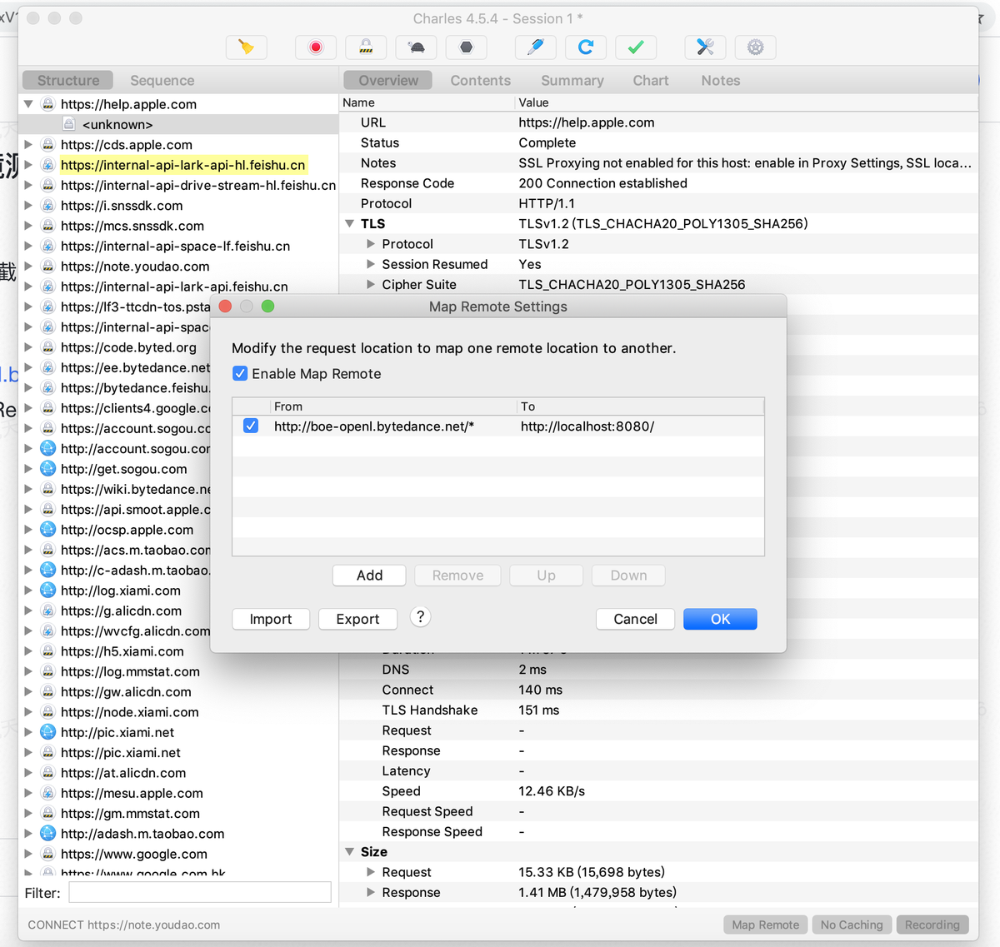 Charles 4.5.4 - Session 1 *
Structure
Sequence
Overview
Contents
Summary
Chart
Notes
https://help.apple.com
<unknown>
https://cds.apple.com
https://internal-api-lark-api-hl.feishu.cn
https://internal-api-drive-stream-hl.feishu.cn
https://i.snssdk.com
https://mcs.snssdk.com
https://internal-api-space-lf.feishu.cn
https://note.youdao.com
https://internal-api-lark-api.feishu.cn
https://lf3-ttcdn-tos.psta
https://internal-api-spac
https://code.byted.org
https://ee.bytedance.net
https://bytedance.feishu.
https://clients4.google.co
https://account.sogou.co
http://account.sogou.cor
http://get.sogou.com
https://wiki.bytedance.ne
https://api.smoot.apple.c
http://ocsp.apple.com
https://acs.m.taobao.con
http://c-adash.m.taobao.
http://log.xiami.com
https://g.alicdn.com
https://wvcfg.alicdn.com
https://h5.xiami.com
https://log.mmstat.com
https://gw.alicdn.com
https://node.xiami.com
http://pic.xiami.net
https://pic.xiami.net
https://at.alicdn.com
https://mesu.apple.com
https://gm.mmstat.com
http://adash.m.taobao.com
https://www.google.com
https://www.google.com.hk
Filter:
Name Value
URL https://help.apple.com
Status Complete
Notes SSL Proxying not enabled for this host: enable in Proxy Settings, SSL loca...
Response Code 200 Connection established
Protocol HTTP/1.1
TLS TLSv1.2 (TLS_CHACHA20_POLY1305_SHA256)
Protocol TLSv1.2
Session Resumed Yes
Cipher Suite TLS_CHACHA20_POLY1305_SHA256
Map Remote Settings
Modify the request location to map one remote location to another.
Enable Map Remote
From To
http://boe-openl.bytedance.net/* http://localhost:8080/
Add Remove Up Down
Import Export ? Cancel OK
Duration
DNS 2 ms
Connect 140 ms
TLS Handshake 151 ms
Request -
Response -
Latency -
Speed 12.46 KB/s
Request Speed -
Response Speed -
Size
Request 15.33 KB (15,698 bytes)
Response 1.41 MB (1,479,958 bytes)
CONNECT https://note.youdao.com
Map Remote
No Caching
Recording